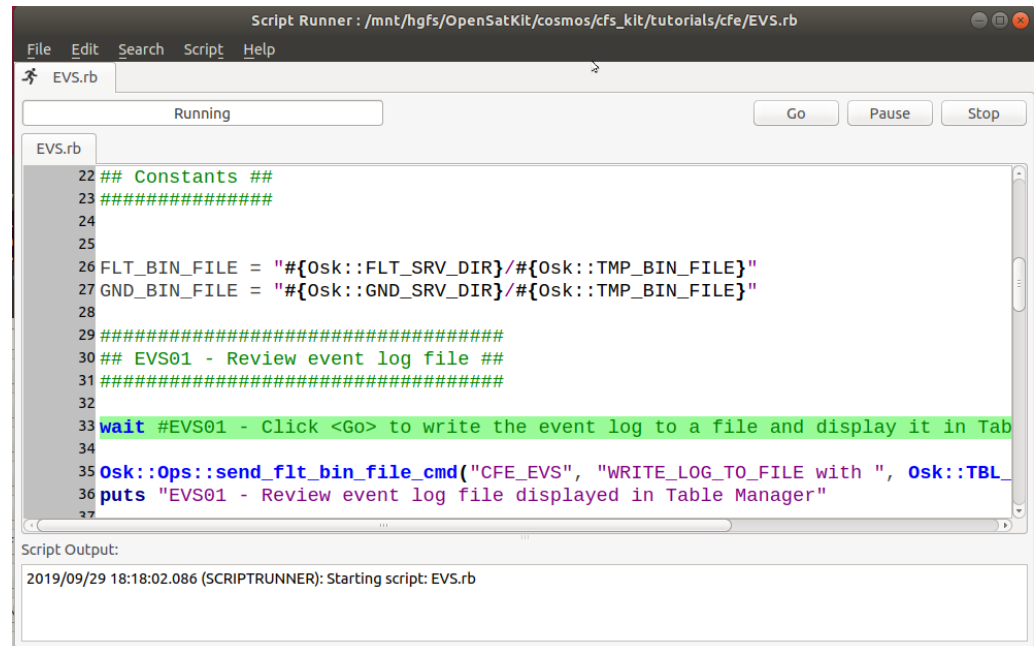 Script Runner : /mnt/hgfs/OpenSatKit/cosmos/cfs_kit/tutorials/cfe/EVS.rb
File Edit Search Script Help
EVS.rb
Running Go Pause Stop
EVS.rb
22 ## Constants ##
23 ###############
24
25
26 FLT_BIN_FILE = "#{Osk::FLT_SRV_DIR}/#{Osk::TMP_BIN_FILE}"
27 GND_BIN_FILE = "#{Osk::GND_SRV_DIR}/#{Osk::TMP_BIN_FILE}"
28
29 ###################################
30 ## EVS01 - Review event log file ##
31 ###################################
32
33 wait #EVS01 - Click <Go> to write the event log to a file and display it in Tab
34
35 Osk::Ops::send_flt_bin_file_cmd("CFE_EVS", "WRITE_LOG_TO_FILE with ", Osk::TBL_
36 puts "EVS01 - Review event log file displayed in Table Manager"
37
Script Output:
2019/09/29 18:18:02.086 (SCRIPTRUNNER): Starting script: EVS.rb